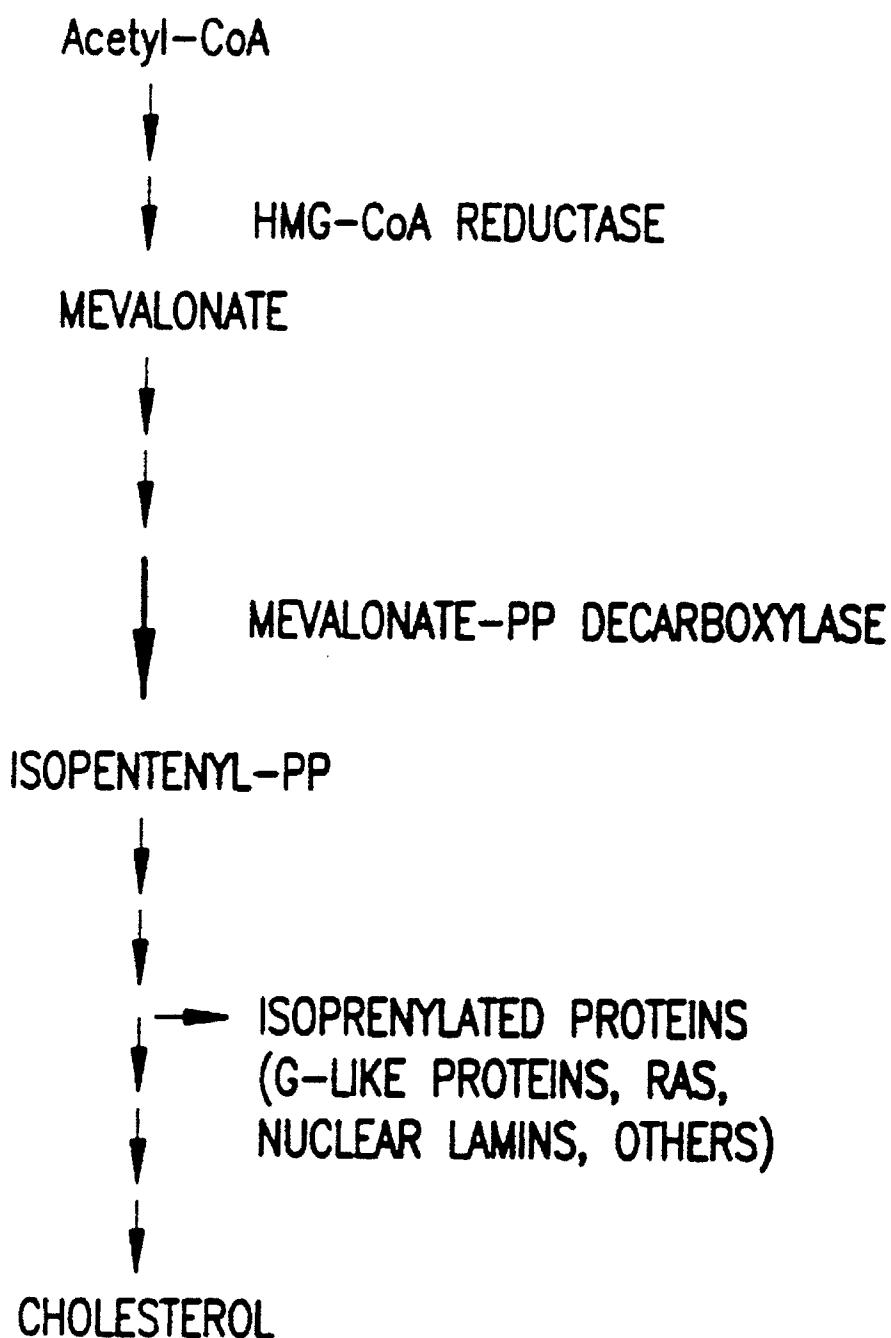 Acetyl-CoA
HMG-CoA REDUCTASE
MEVALONATE
MEVALONATE-PP DECARBOXYLASE
ISOPENTENYL-PP
ISOPRENYLATED PROTEINS
(G-LIKE PROTEINS, RAS,
NUCLEAR LAMINS, OTHERS)
CHOLESTEROL